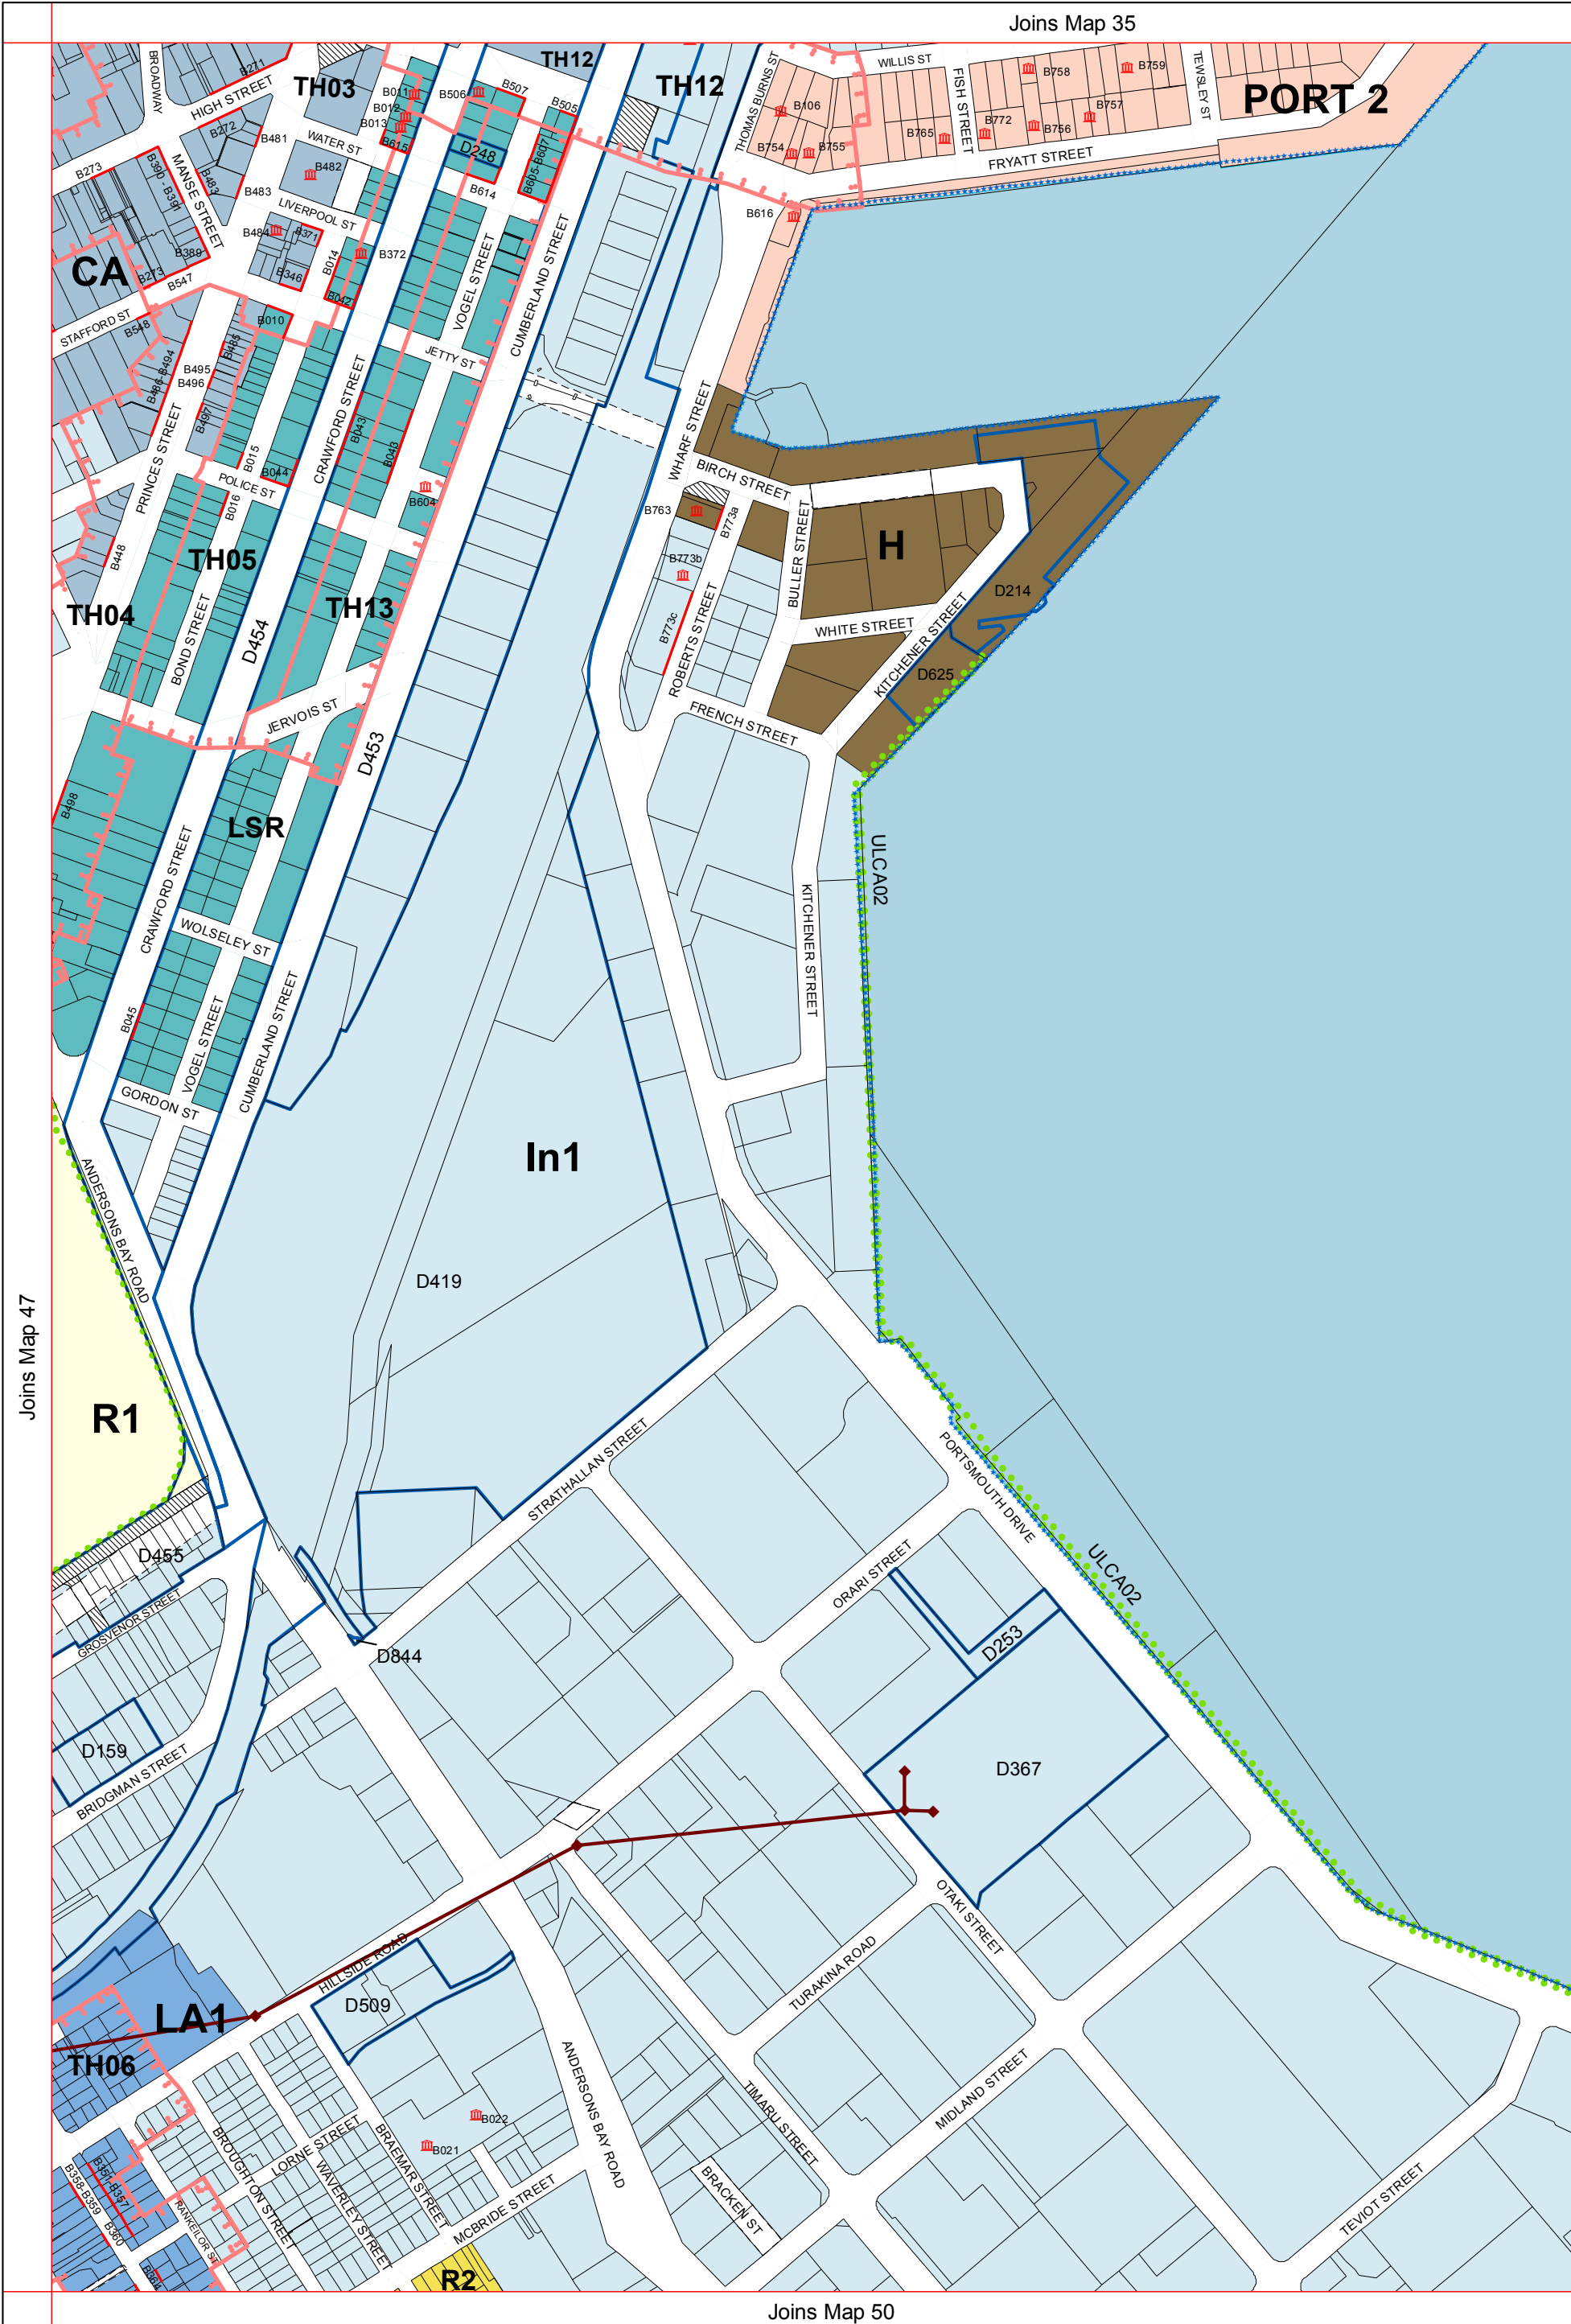 Joins Map 35
BROADWAY
B271
HIGH STREET
TH03
TH12
TH12
B011
B012
B013
B615
B506
B507
B505
D248
B605-B607
B614
THOMAS BURNS ST
WILLIS ST
FISH STREET
TEWSLEY ST
B758
B759
B106
B757
B756
B772
B765
B754
B755
PORT 2
FRYATT STREET
B616
B272
B481
WATER ST
B482
B273
B390 - B391
MANSE STREET
B483
B483
LIVERPOOL ST
B484
B371
B014
B372
B389
B346
B042
CA
B273
B547
STAFFORD ST
B548
B010
VOGEL STREET
CUMBERLAND STREET
JETTY ST
B486-B494
B495
B496
B485
B497
CRAWFORD STREET
B043
B043
PRINCES STREET
B015
B044
POLICE ST
B016
B604
WHARF STREET
BIRCH STREET
B763
B773a
B773b
B773c
BULLER STREET
ROBERTS STREET
H
D214
WHITE STREET
KITCHENER STREET
D625
FRENCH STREET
B448
TH05
TH04
TH13
BOND STREET
D454
JERVOIS ST
D453
B498
LSR
CRAWFORD STREET
WOLSELEY ST
ULCA02
KITCHENER STREET
B045
VOGEL STREET
CUMBERLAND STREET
GORDON ST
In1
ANDERSONS BAY ROAD
D419
Joins Map 47
R1
STRATHALLAN STREET
PORTSMOUTH DRIVE
ULCA02
D455
GROSVENOR STREET
ORARI STREET
D844
D253
D159
BRIDGMAN STREET
D367
OTAKI STREET
HILLSIDE ROAD
TURAKINA ROAD
D509
LA1
TH06
ANDERSONS BAY ROAD
TIMARU STREET
MIDLAND STREET
B022
B021
LORNE STREET
BROUGHTON STREET
BRAEMAR STREET
WAVERLEY STREET
MCBRIDE STREET
BRACKEN ST
TEVIOT STREET
B358-B359
B351-B357
B360
RANKEILOR ST
R2
Joins Map 50